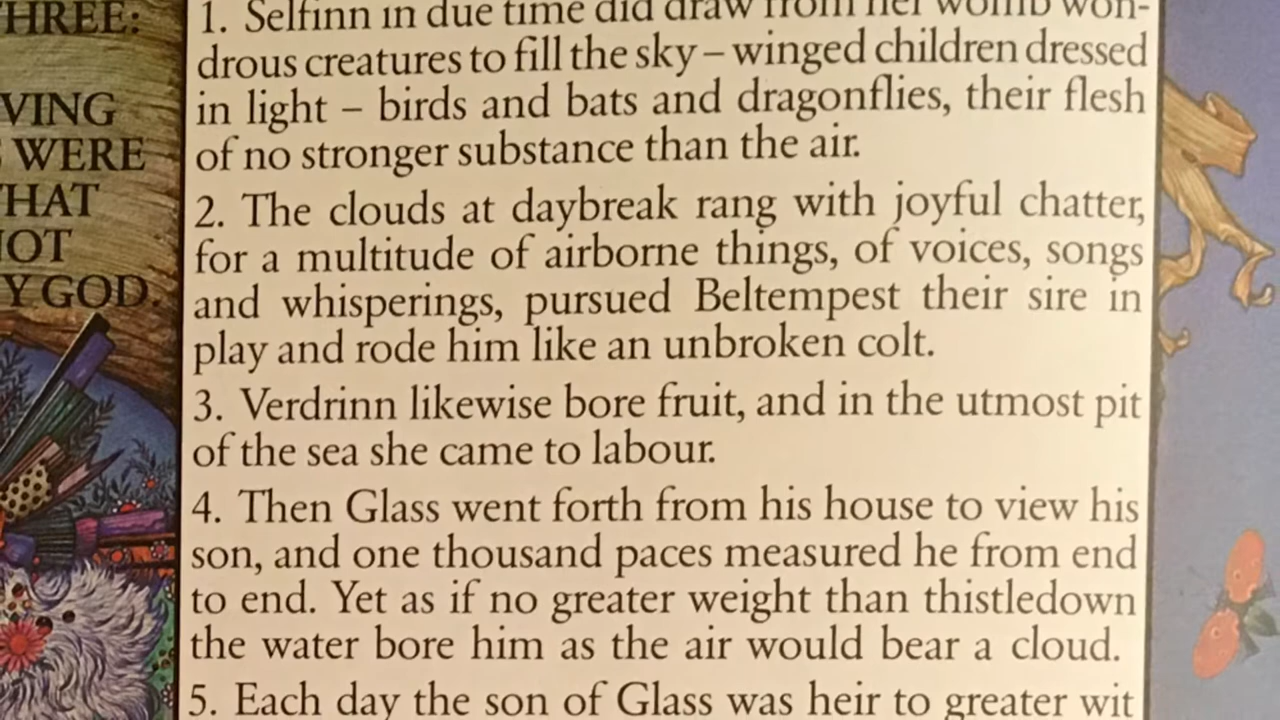 THREE:
VING
WERE
HAT
OT
Y GOD.
1. Selfinn in due time did draw from her womb won-
drous creatures to fill the sky – winged children dressed
in light – birds and bats and dragonflies, their flesh
of no stronger substance than the air.
2. The clouds at daybreak rang with joyful chatter,
for a multitude of airborne things, of voices, songs
and whisperings, pursued Beltempest their sire in
play and rode him like an unbroken colt.
3. Verdrinn likewise bore fruit, and in the utmost pit
of the sea she came to labour.
4. Then Glass went forth from his house to view his
son, and one thousand paces measured he from end
to end. Yet as if no greater weight than thistledown
the water bore him as the air would bear a cloud.
5. Each day the son of Glass was heir to greater wit